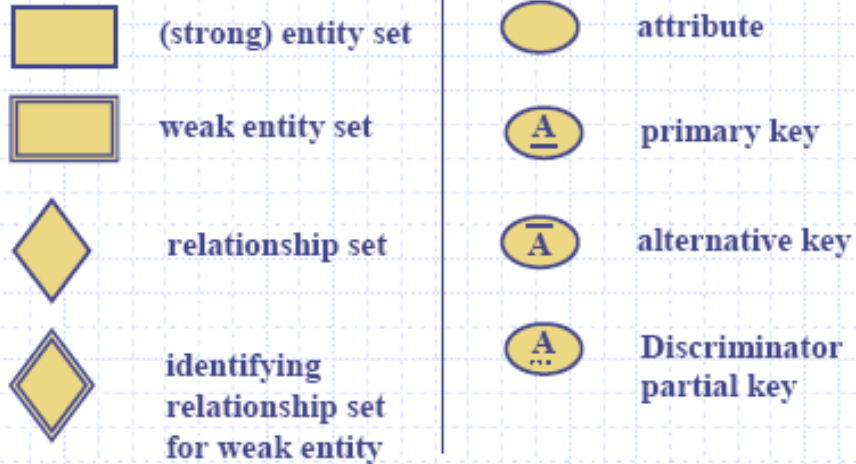 (strong) entity set
weak entity set
relationship set
identifying
relationship set
for weak entity
attribute
A
primary key
A
alternative key
A
Discriminator
partial key